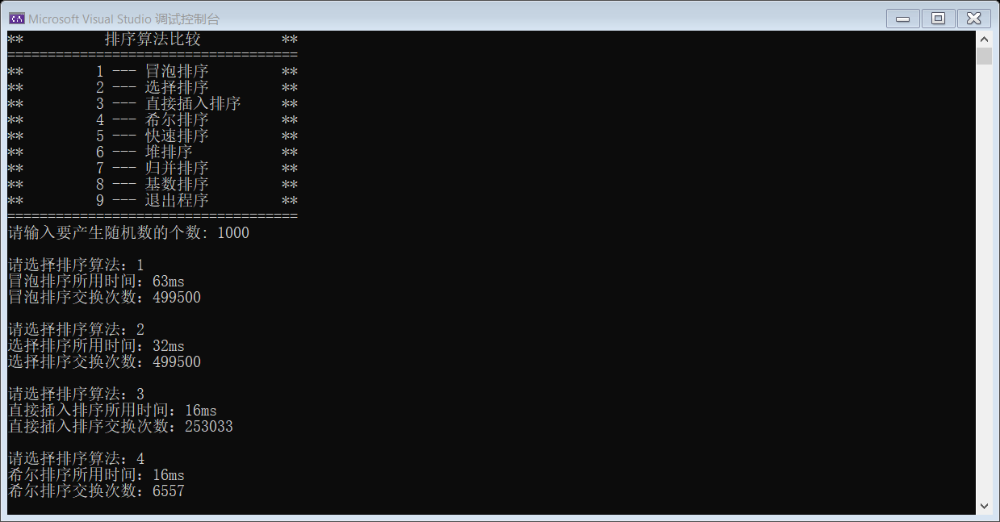 Microsoft Visual Studio 调试控制台
** 排序算法比较 **
====================================
** 1 --- 冒泡排序 **
** 2 --- 选择排序 **
** 3 --- 直接插入排序 **
** 4 --- 希尔排序 **
** 5 --- 快速排序 **
** 6 --- 堆排序 **
** 7 --- 归并排序 **
** 8 --- 基数排序 **
** 9 --- 退出程序 **
====================================
请输入要产生随机数的个数: 1000
请选择排序算法: 1
冒泡排序所用时间: 63ms
冒泡排序交换次数: 499500
请选择排序算法: 2
选择排序所用时间: 32ms
选择排序交换次数: 499500
请选择排序算法: 3
直接插入排序所用时间: 16ms
直接插入排序交换次数: 253033
请选择排序算法: 4
希尔排序所用时间: 16ms
希尔排序交换次数: 6557